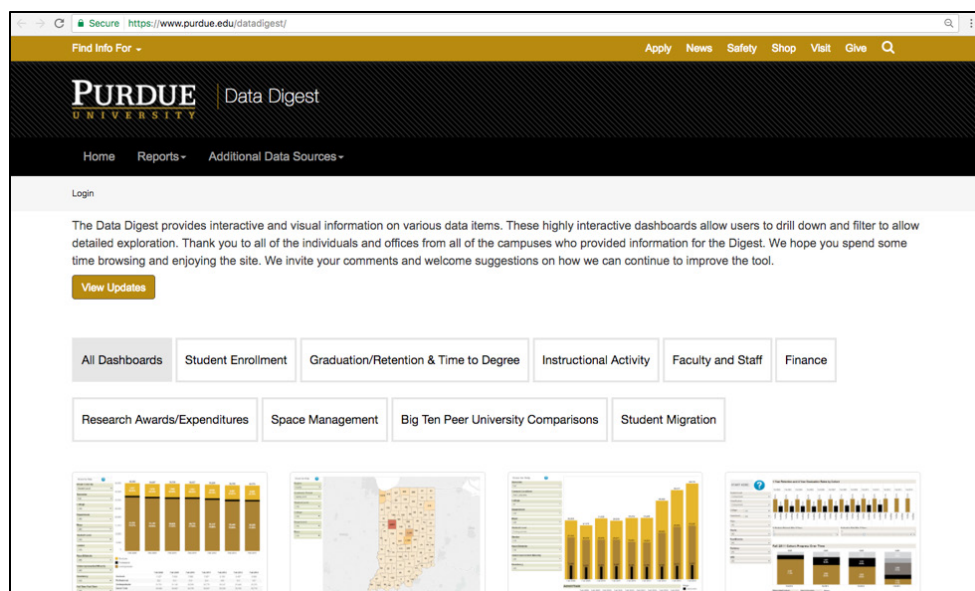 Secure https://www.purdue.edu/datadigest/
Find Info For Apply News Safety Shop Visit Give
PURDUE
UNIVERSITY
Data Digest
Home Reports Additional Data Sources
Login
The Data Digest provides interactive and visual information on various data items. These highly interactive dashboards allow users to drill down and filter to allow
detailed exploration. Thank you to all of the individuals and offices from all of the campuses who provided information for the Digest. We hope you spend some
time browsing and enjoying the site. We invite your comments and welcome suggestions on how we can continue to improve the tool.
View Updates
All Dashboards Student Enrollment Graduation/Retention & Time to Degree Instructional Activity Faculty and Staff Finance
Research Awards/Expenditures Space Management Big Ten Peer University Comparisons Student Migration